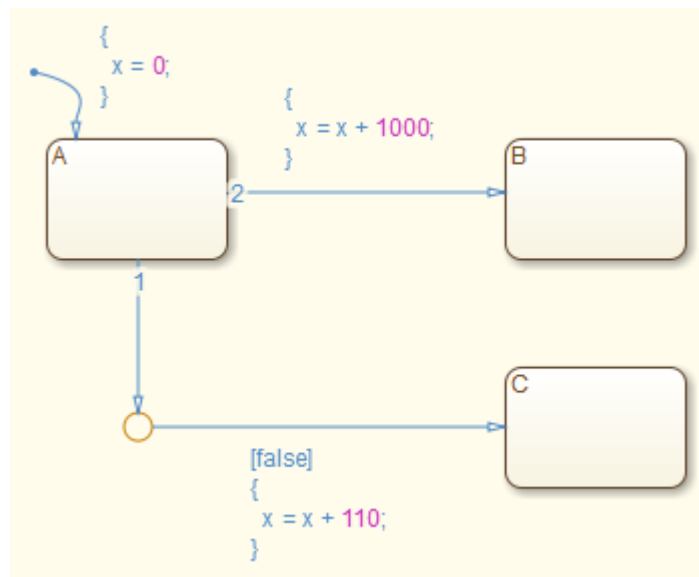 {
x = 0;
}
{
x = x + 1000;
}
A
2
B
1
C
[false]
{
x = x + 110;
}